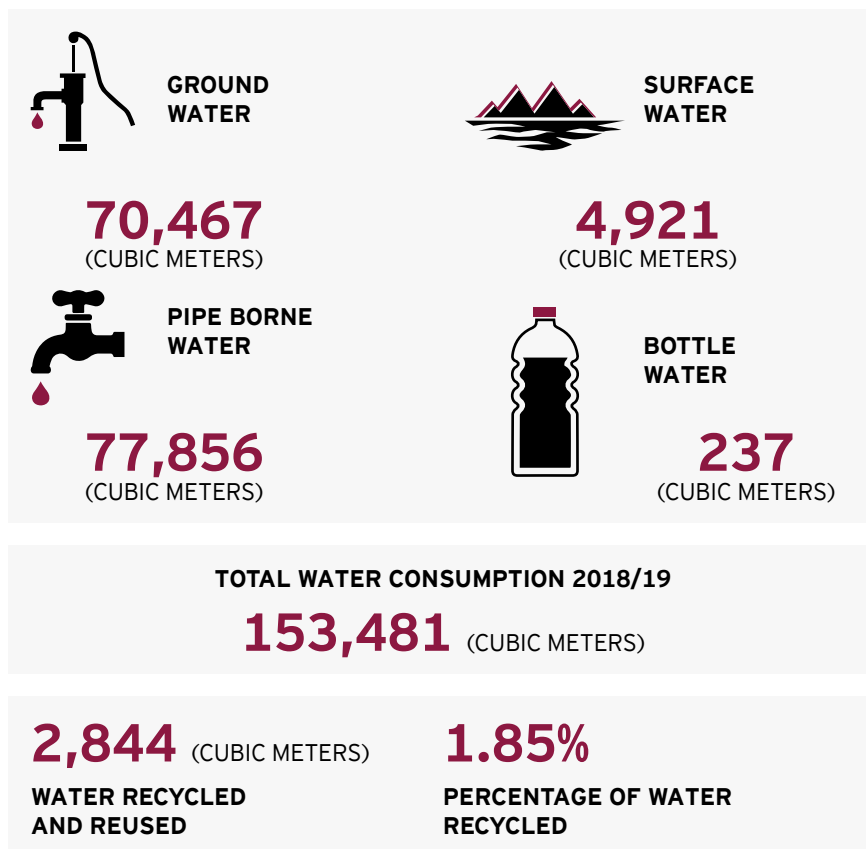 GROUND
WATER
70,467
(CUBIC METERS)
SURFACE
WATER
4,921
(CUBIC METERS)
PIPE BORNE
WATER
77,856
(CUBIC METERS)
BOTTLE
WATER
237
(CUBIC METERS)
TOTAL WATER CONSUMPTION 2018/19
153,481 (CUBIC METERS)
2,844 (CUBIC METERS)
WATER RECYCLED
AND REUSED
1.85%
PERCENTAGE OF WATER
RECYCLED